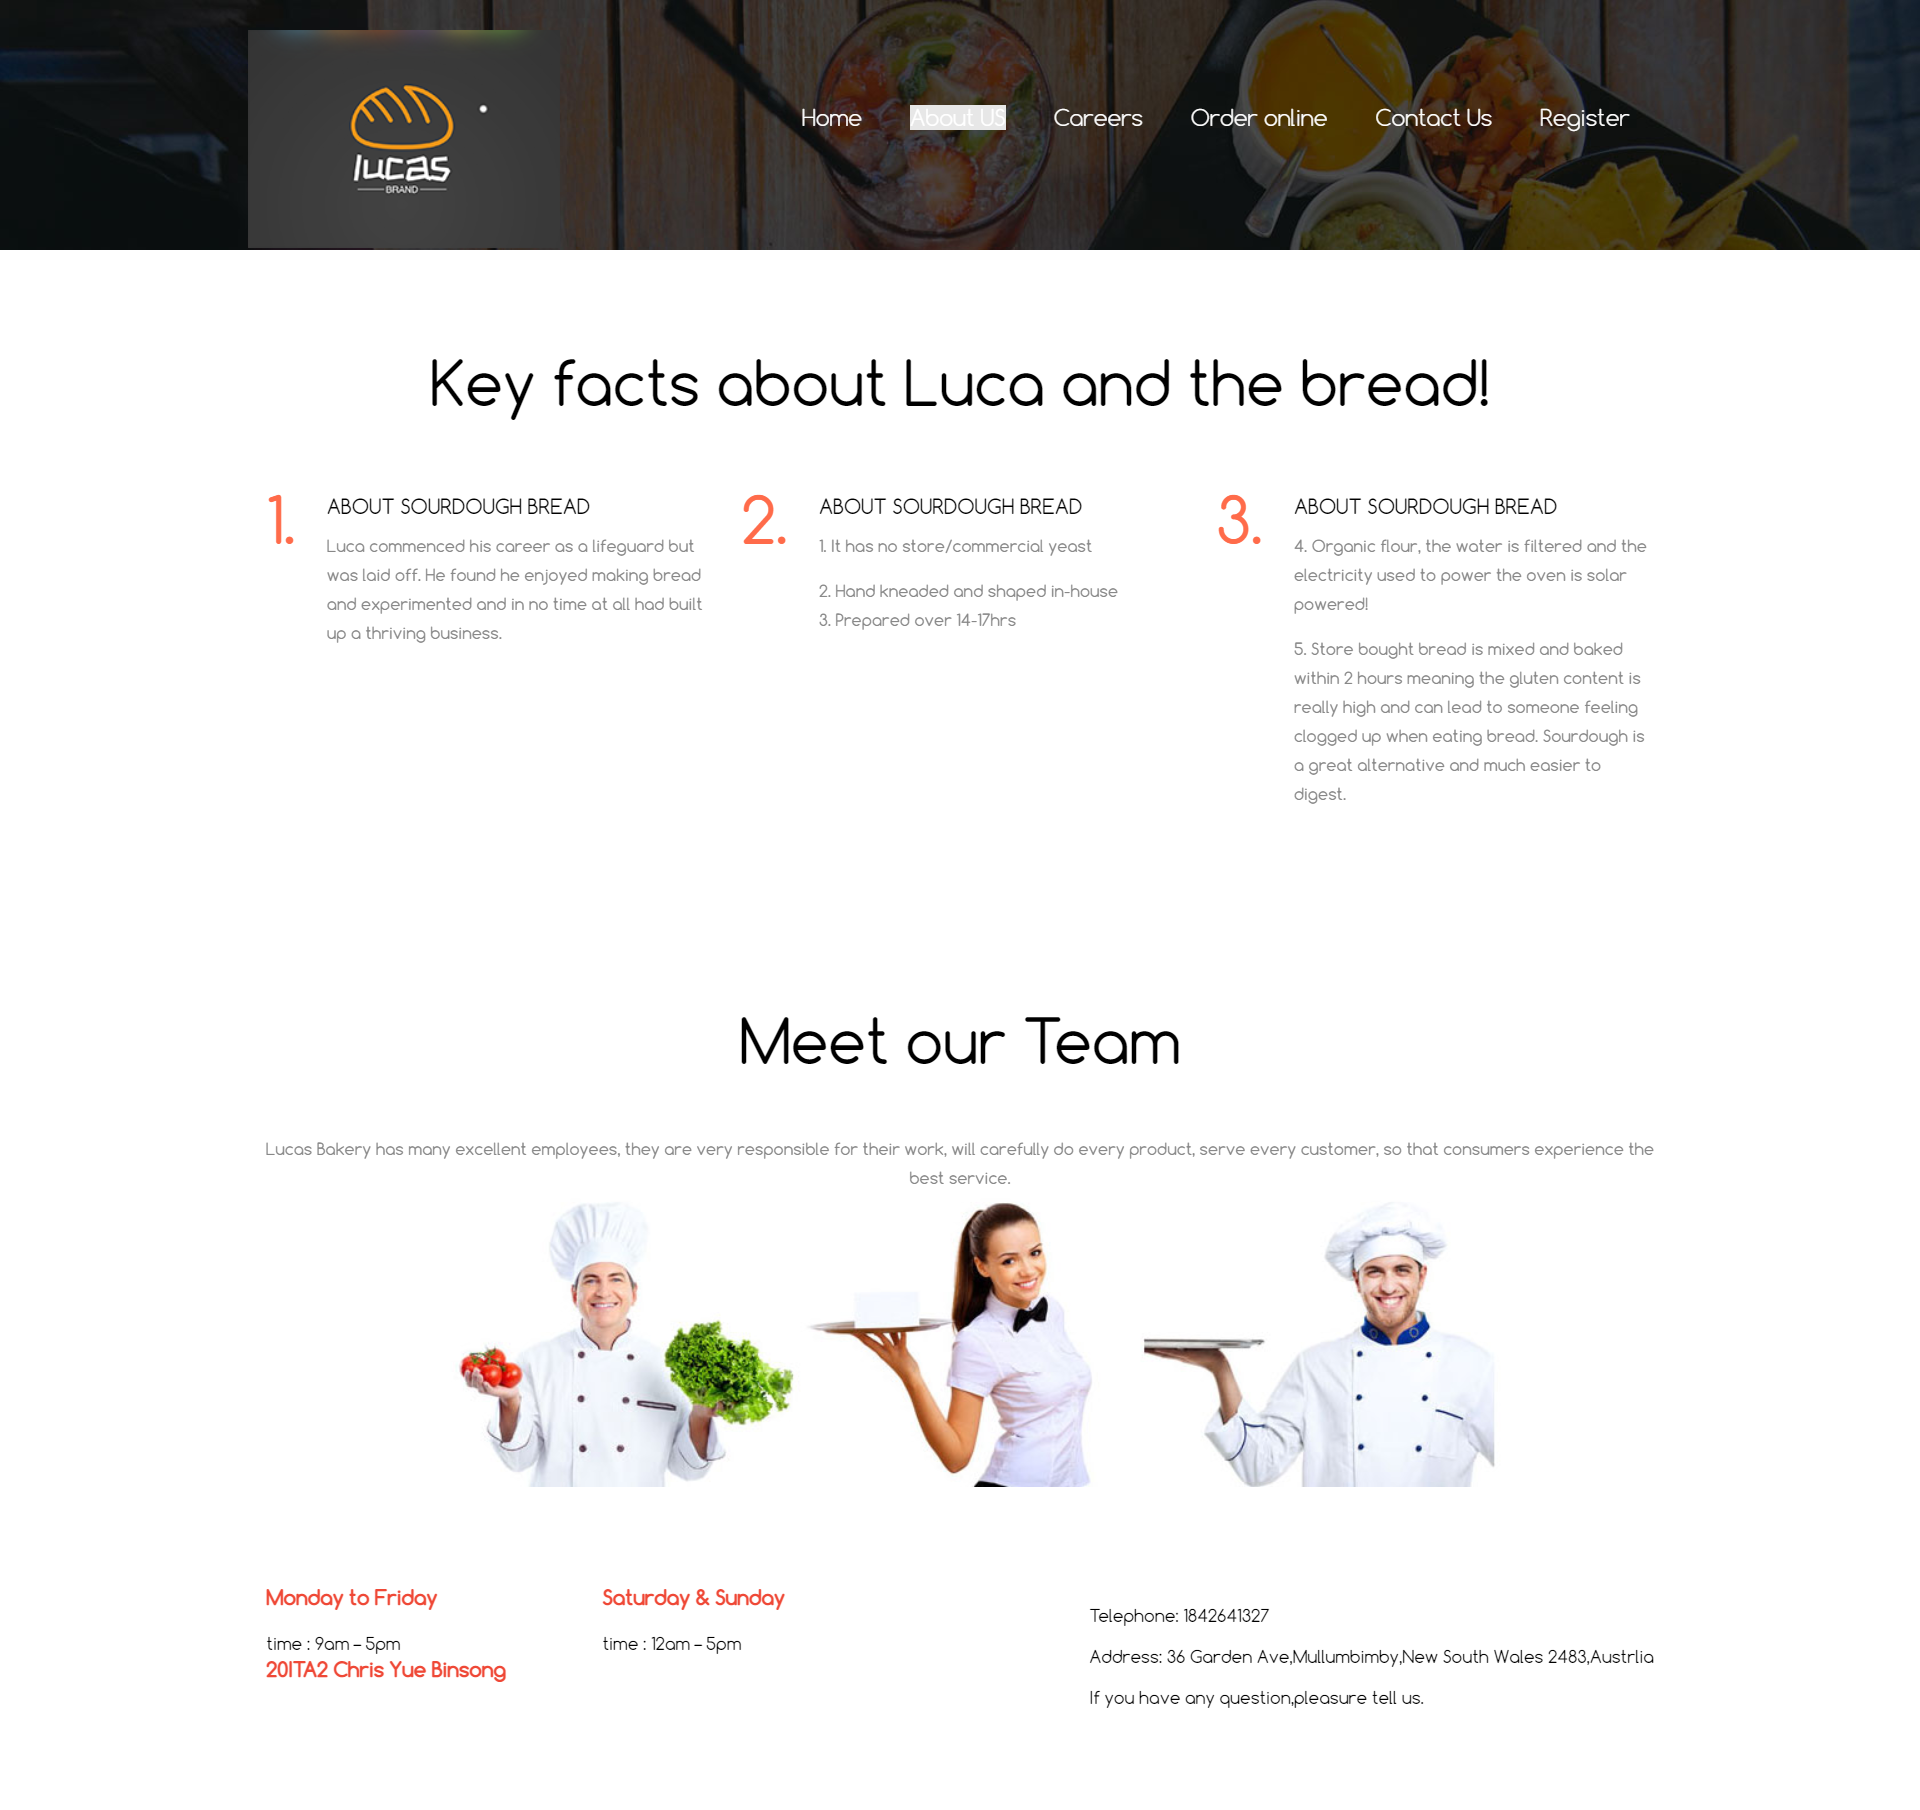 lucas
BRAND
Home About US Careers Order online Contact Us Register
Key facts about Luca and the bread!
1.
ABOUT SOURDOUGH BREAD
Luca commenced his career as a lifeguard but
was laid off. He found he enjoyed making bread
and experimented and in no time at all had built
up a thriving business.
2.
ABOUT SOURDOUGH BREAD
1. It has no store/commercial yeast
2. Hand kneaded and shaped in-house
3. Prepared over 14-17hrs
3.
ABOUT SOURDOUGH BREAD
4. Organic flour, the water is filtered and the
electricity used to power the oven is solar
powered!
5. Store bought bread is mixed and baked
within 2 hours meaning the gluten content is
really high and can lead to someone feeling
clogged up when eating bread. Sourdough is
a great alternative and much easier to
digest.
Meet our Team
Lucas Bakery has many excellent employees, they are very responsible for their work, will carefully do every product, serve every customer, so that consumers experience the
best service.
Monday to Friday
time : 9am – 5pm
20ITA2 Chris Yue Binsong
Saturday & Sunday
time : 12am – 5pm
Telephone: 1842641327
Address: 36 Garden Ave,Mullumbimby,New South Wales 2483,Austrlia
If you have any question,pleasure tell us.